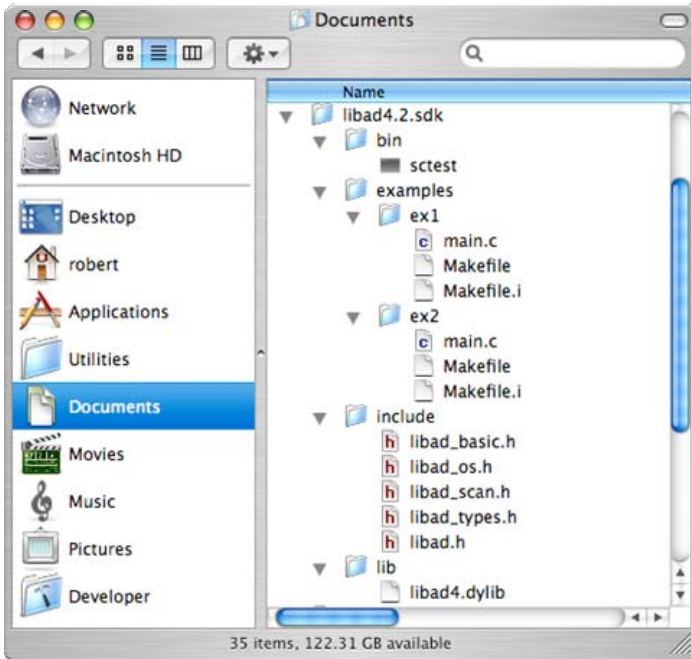 Documents
Network
Macintosh HD
Desktop
robert
Applications
Utilities
Documents
Movies
Music
Pictures
Developer
Name
libad4.2.sdk
bin
sctest
examples
ex1
c main.c
Makefile
Makefile.i
ex2
c main.c
Makefile
Makefile.i
include
h libad_basic.h
h libad_os.h
h libad_scan.h
h libad_types.h
h libad.h
lib
libad4.dylib
35 items, 122.31 GB available